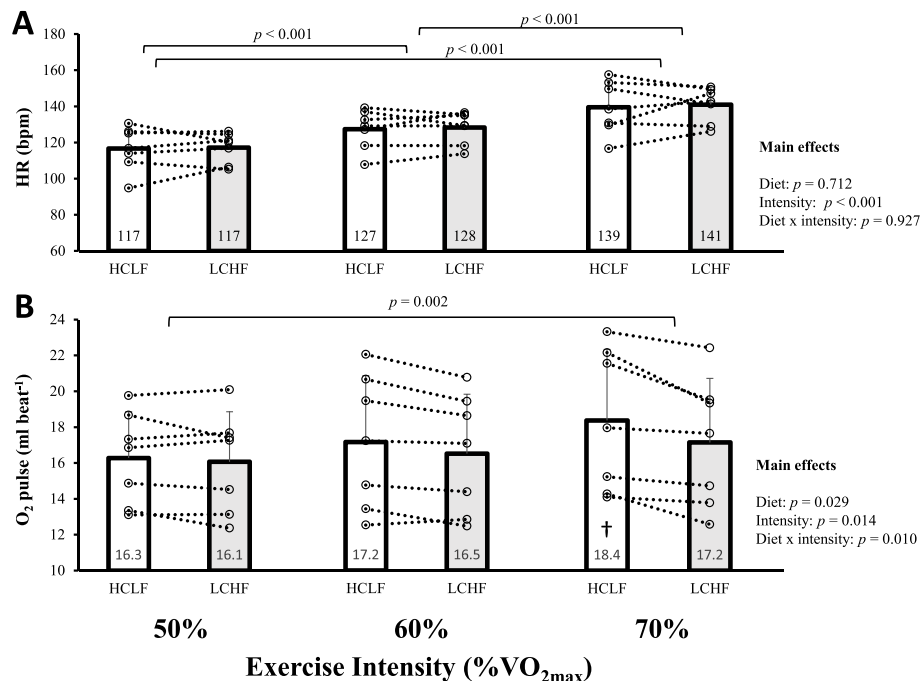 A
p < 0.001
p < 0.001
p < 0.001
HR (bpm)
180
160
140
120
100
80
60
117
117
127
128
139
141
HCLF
LCHF
HCLF
LCHF
HCLF
LCHF
Main effects
Diet: p = 0.712
Intensity: p < 0.001
Diet x intensity: p = 0.927
B
p = 0.002
O2 pulse (ml beat-1)
24
22
20
18
16
14
12
10
†
16.3
16.1
17.2
16.5
18.4
17.2
HCLF
LCHF
HCLF
LCHF
HCLF
LCHF
Main effects
Diet: p = 0.029
Intensity: p = 0.014
Diet x intensity: p = 0.010
50%
60%
70%
Exercise Intensity (%VO2max)